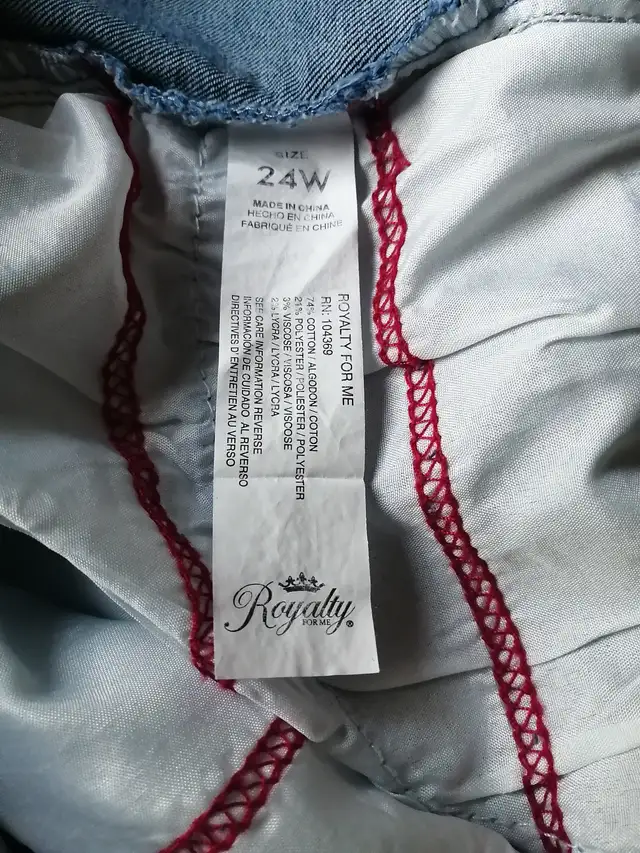 SIZE
24W
MADE IN CHINA
HECHO EN CHINA
FABRIQUÉ EN CHINE
ROYALTY FOR ME
RN: 104369
74% COTTON / ALGODON / COTON
21% POLYESTER / POLIESTER / POLYESTER
3% VISCOSE / VISCOSA / VISCOSE
2% LYCRA / LYCRA / LYCRA
SEE CARE INFORMATION REVERSE
INFORMACIÓN DE CUIDADO AL REVERSO
DIRECTIVES D'ENTRETIEN AU VERSO
Royalty
FOR ME®